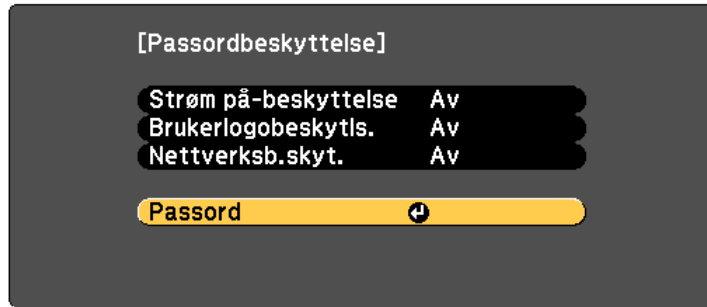 [Passordbeskyttelse]
Strøm på-beskyttelse Av
Brukerlogobeskytls. Av
Nettverksb.skyt. Av
Passord